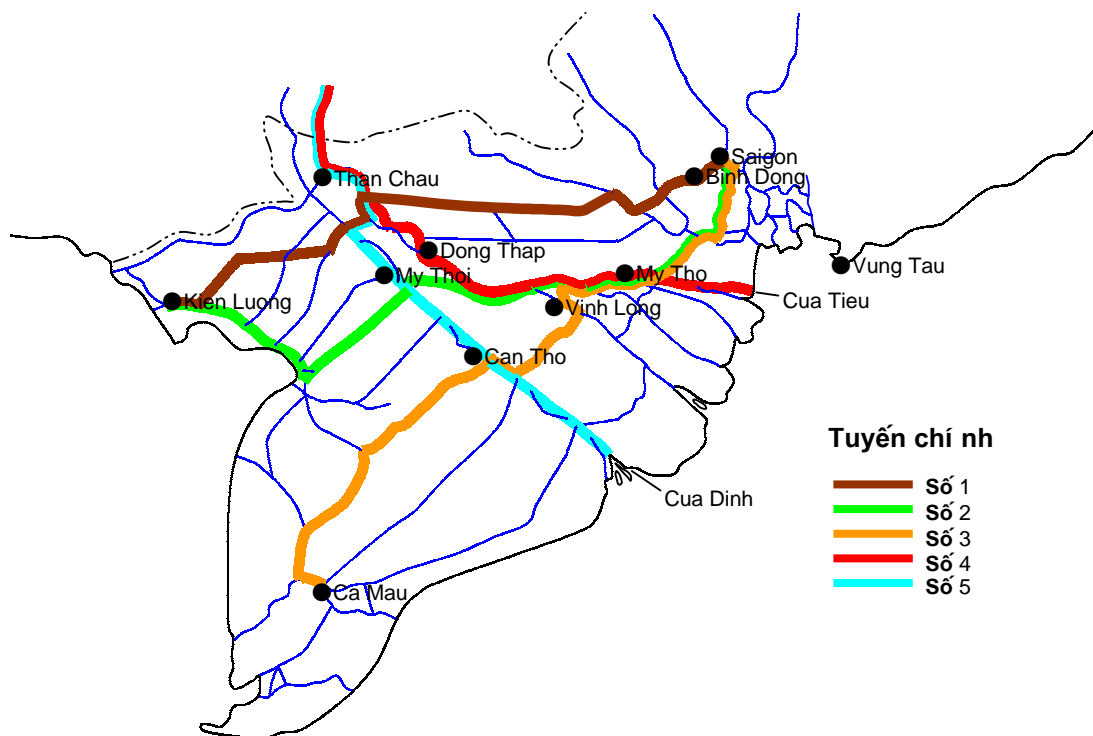 Saigon
Binh Dong
Than Chau
Dong Thap
My Thoi
My Tho
Vung Tau
Kien Luong
Cua Tieu
Vinh Long
Can Tho
Tuyến chí nh
Số 1
Cua Dinh
Số 2
Số 3
Số 4
Số 5
Ca Mau